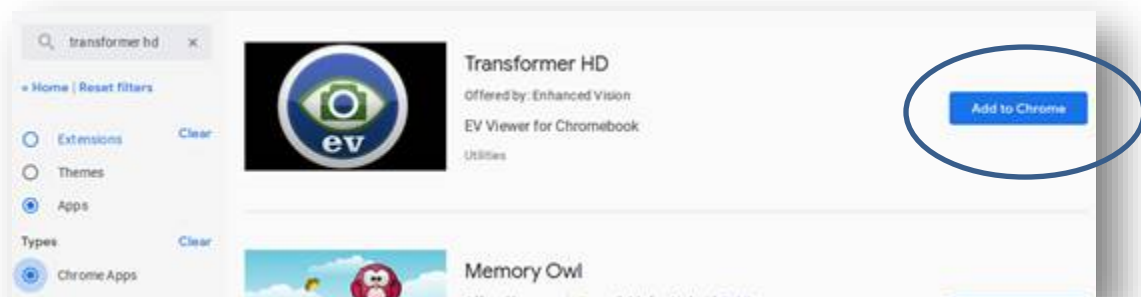 transformer hd ×
« Home | Reset filters
Extensions Clear
Themes
Apps
Types Clear
Chrome Apps
ev
Transformer HD
Offered by: Enhanced Vision
EV Viewer for Chromebook
Utilities
Add to Chrome
Memory Owl